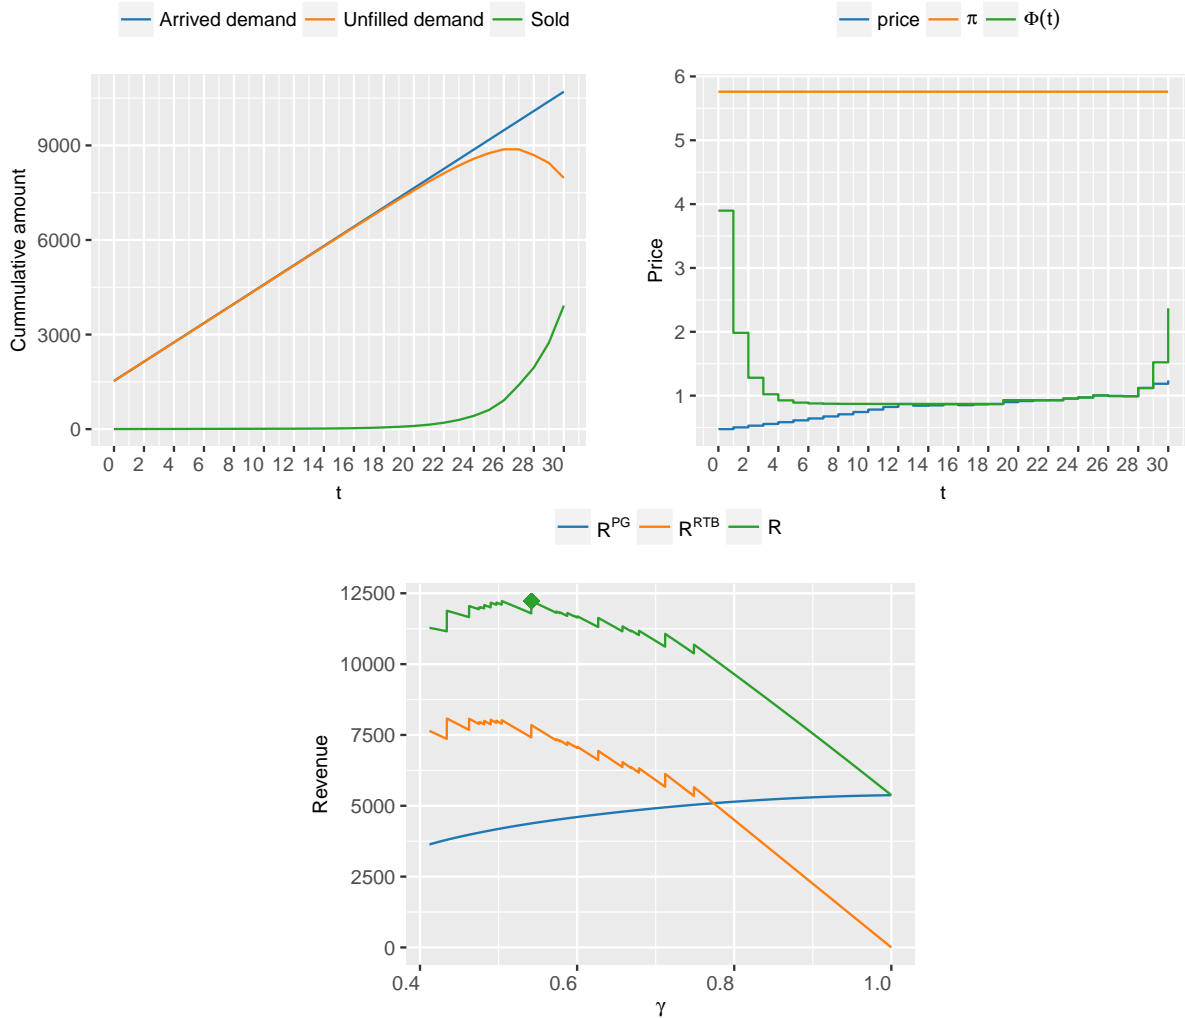 Arrived demand Unfilled demand Sold
Cummulative amount
9000
6000
3000
0
0 2 4 6 8 10 12 14 16 18 20 22 24 26 28 30
t
price π Φ(t)
Price
6
5
4
3
2
1
0 2 4 6 8 10 12 14 16 18 20 22 24 26 28 30
t
R^PG R^RTB R
Revenue
12500
10000
7500
5000
2500
0
0.4 0.6 0.8 1.0
γ